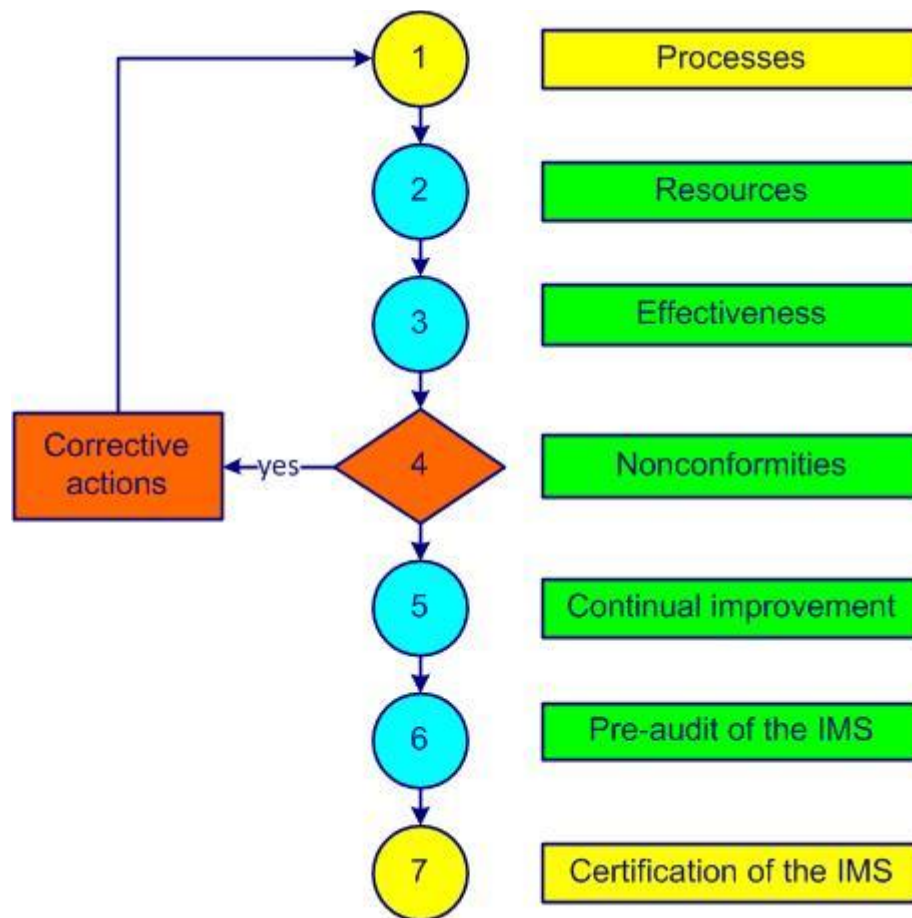 1
Processes
2
Resources
3
Effectiveness
Corrective
actions
yes
4
Nonconformities
5
Continual improvement
6
Pre-audit of the IMS
7
Certification of the IMS